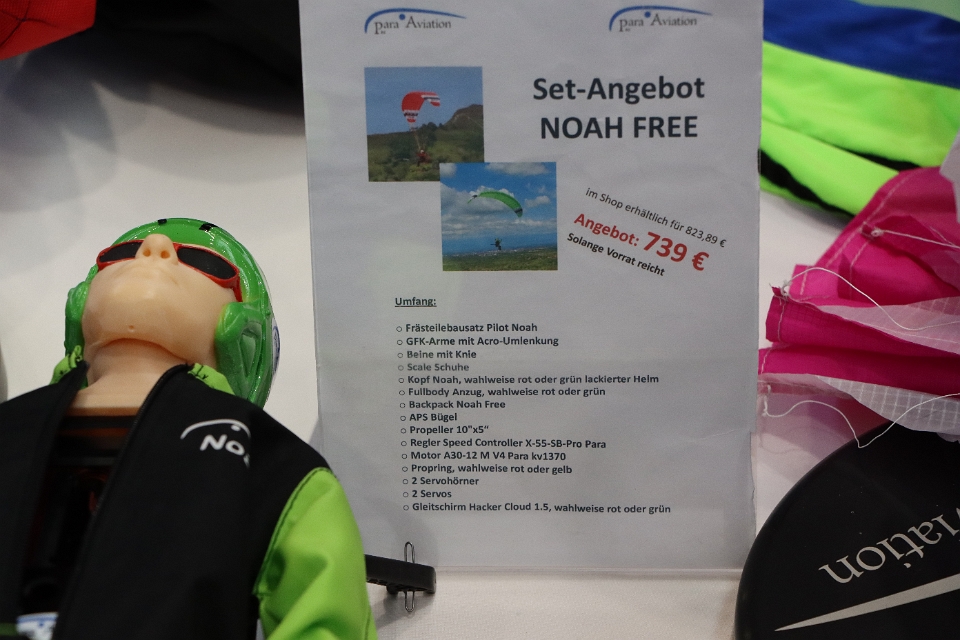 Para Aviation
Para Aviation
Set-Angebot
NOAH FREE
im Shop erhältlich für 823,89 €
Angebot: 739 €
Solange Vorrat reicht
Umfang:
○ Frästeilebausatz Pilot Noah
○ GFK-Arme mit Acro-Umlenkung
○ Beine mit Knie
○ Scale Schuhe
○ Kopf Noah, wahlweise rot oder grün lackierter Helm
○ Fullbody Anzug, wahlweise rot oder grün
○ Backpack Noah Free
○ APS Bügel
○ Propeller 10"x5"
○ Regler Speed Controller X-55-SB-Pro Para
○ Motor A30-12 M V4 Para kv1370
○ Propring, wahlweise rot oder gelb
○ 2 Servohörner
○ 2 Servos
○ Gleitschirm Hacker Cloud 1.5, wahlweise rot oder grün
No
viation